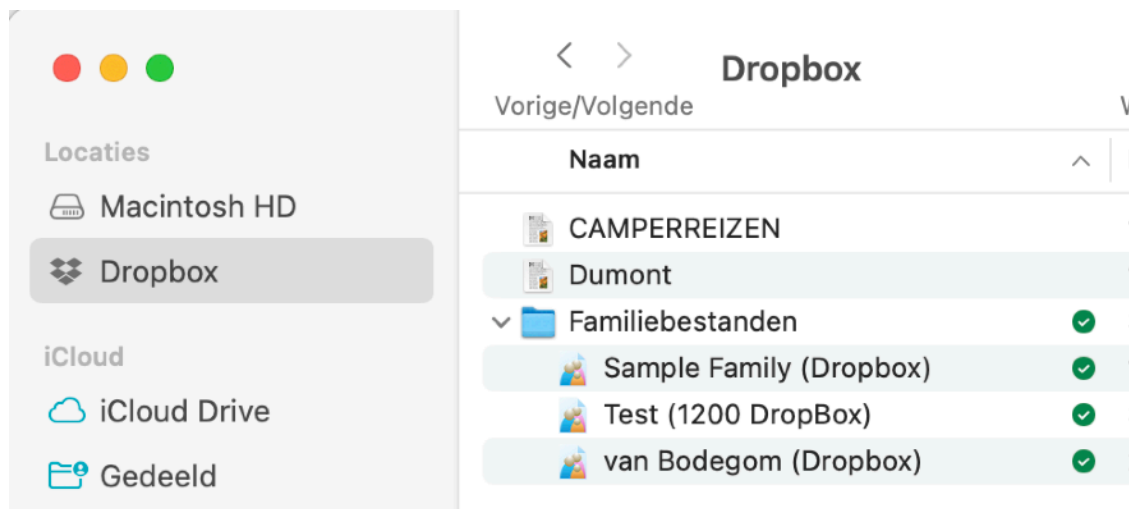 Locaties
Macintosh HD
Dropbox
iCloud
iCloud Drive
Gedeeld
Dropbox
Vorige/Volgende
Naam
CAMPERREIZEN
Dumont
Familiebestanden
Sample Family (Dropbox)
Test (1200 DropBox)
van Bodegom (Dropbox)